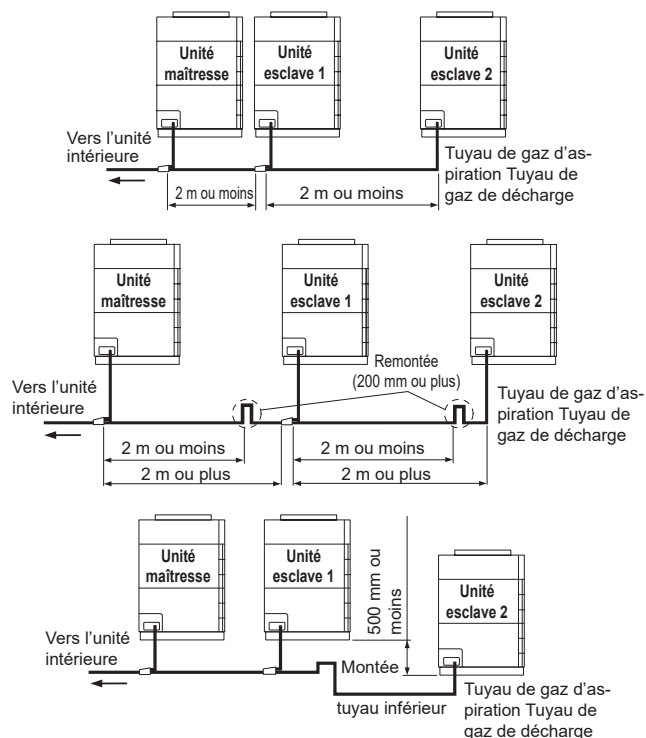 Unité
maîtresse
Unité
esclave 1
Unité
esclave 2
Vers l'unité
intérieure
2 m ou moins
2 m ou moins
Tuyau de gaz d'as-
piration Tuyau de
gaz de décharge
Unité
maîtresse
Unité
esclave 1
Unité
esclave 2
Remontée
(200 mm ou plus)
Vers l'unité
intérieure
Tuyau de gaz d'as-
piration Tuyau de
gaz de décharge
2 m ou moins
2 m ou moins
2 m ou plus
2 m ou plus
Unité
maîtresse
Unité
esclave 1
500 mm ou
moins
Unité
esclave 2
Vers l'unité
intérieure
Montée
tuyau inférieur
Tuyau de gaz d'as-
piration Tuyau de
gaz de décharge